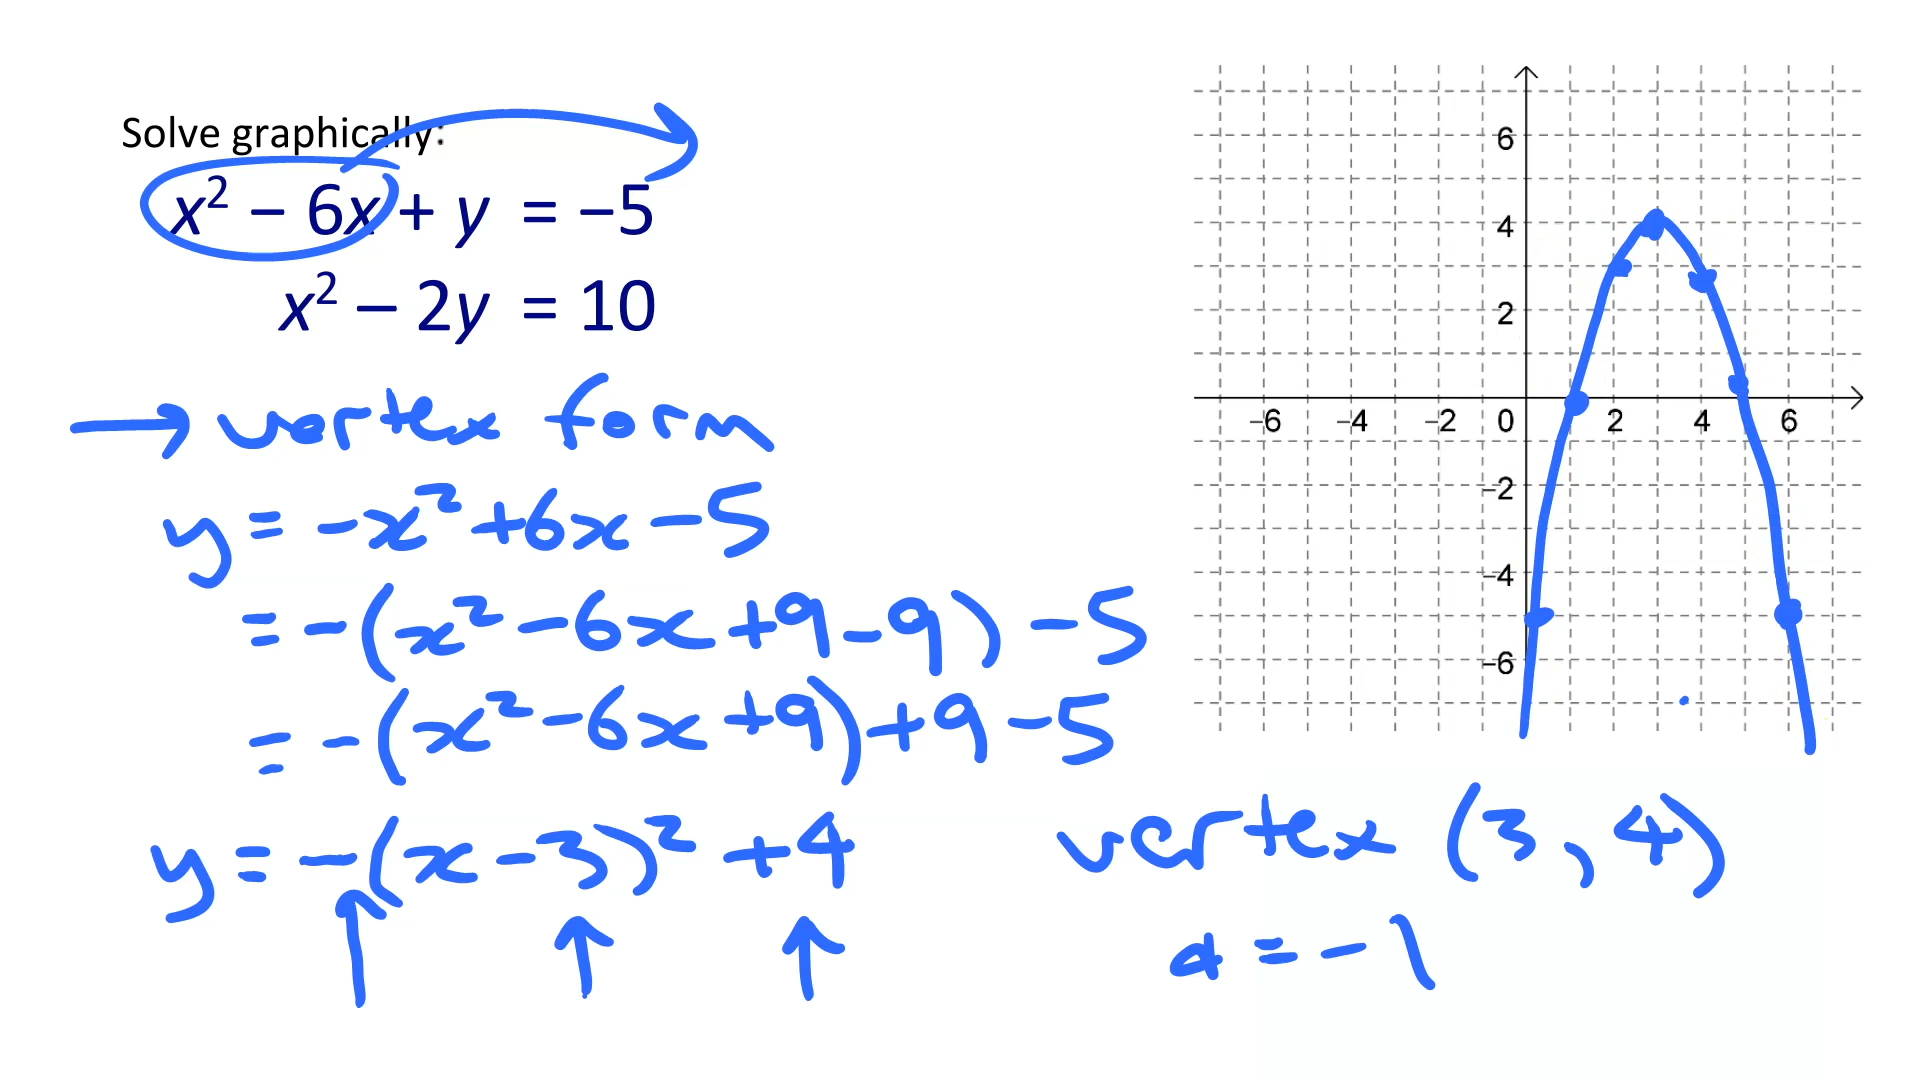 Solve graphically:
x² – 6x + y = –5
x² – 2y = 10
→ vertex form
y = -x² + 6x - 5
= -(x² - 6x + 9 - 9) - 5
= -(x² - 6x + 9) + 9 - 5
y = -(x - 3)² + 4
6
4
2
–6 –4 –2 0 2 4 6
–2
–4
–6
vertex (3, 4)
a = -1